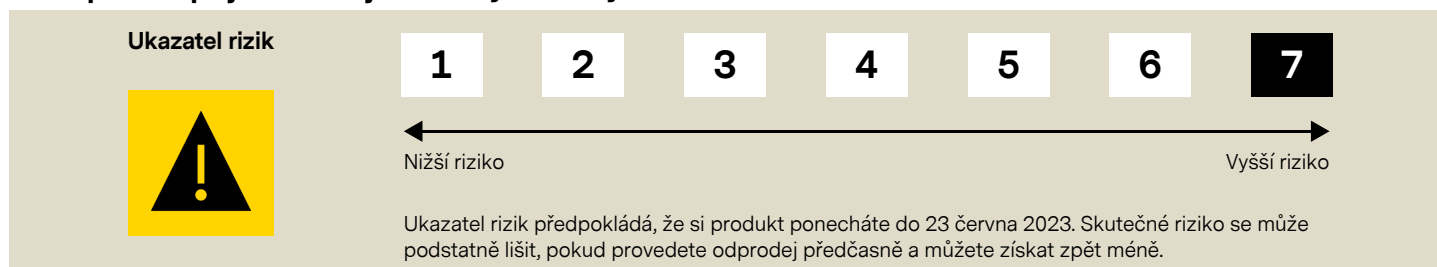 Ukazatel rizik
1 2 3 4 5 6 7
Nižší riziko Vyšší riziko
Ukazatel rizik předpokládá, že si produkt ponecháte do 23 června 2023. Skutečné riziko se může
podstatně lišit, pokud provedete odprodej předčasně a můžete získat zpět méně.